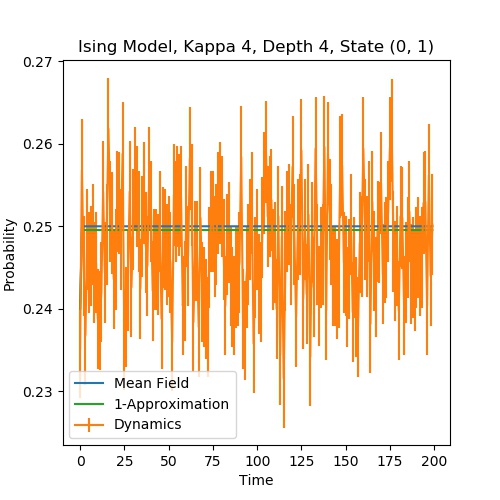 Ising Model, Kappa 4, Depth 4, State (0, 1)
0.27
0.26
0.25
0.24
0.23
Probability
Mean Field
1-Approximation
Dynamics
0 25 50 75 100 125 150 175 200
Time